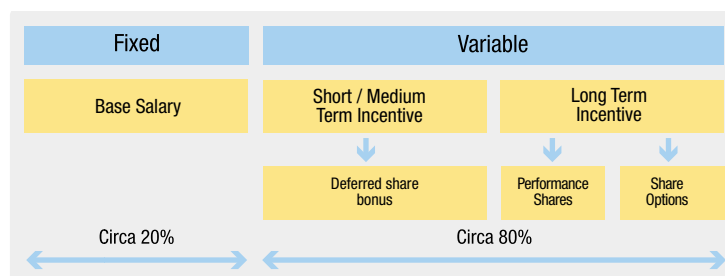 Fixed
Variable
Base Salary
Short / Medium
Term Incentive
Long Term
Incentive
Deferred share
bonus
Performance
Shares
Share
Options
Circa 20%
Circa 80%